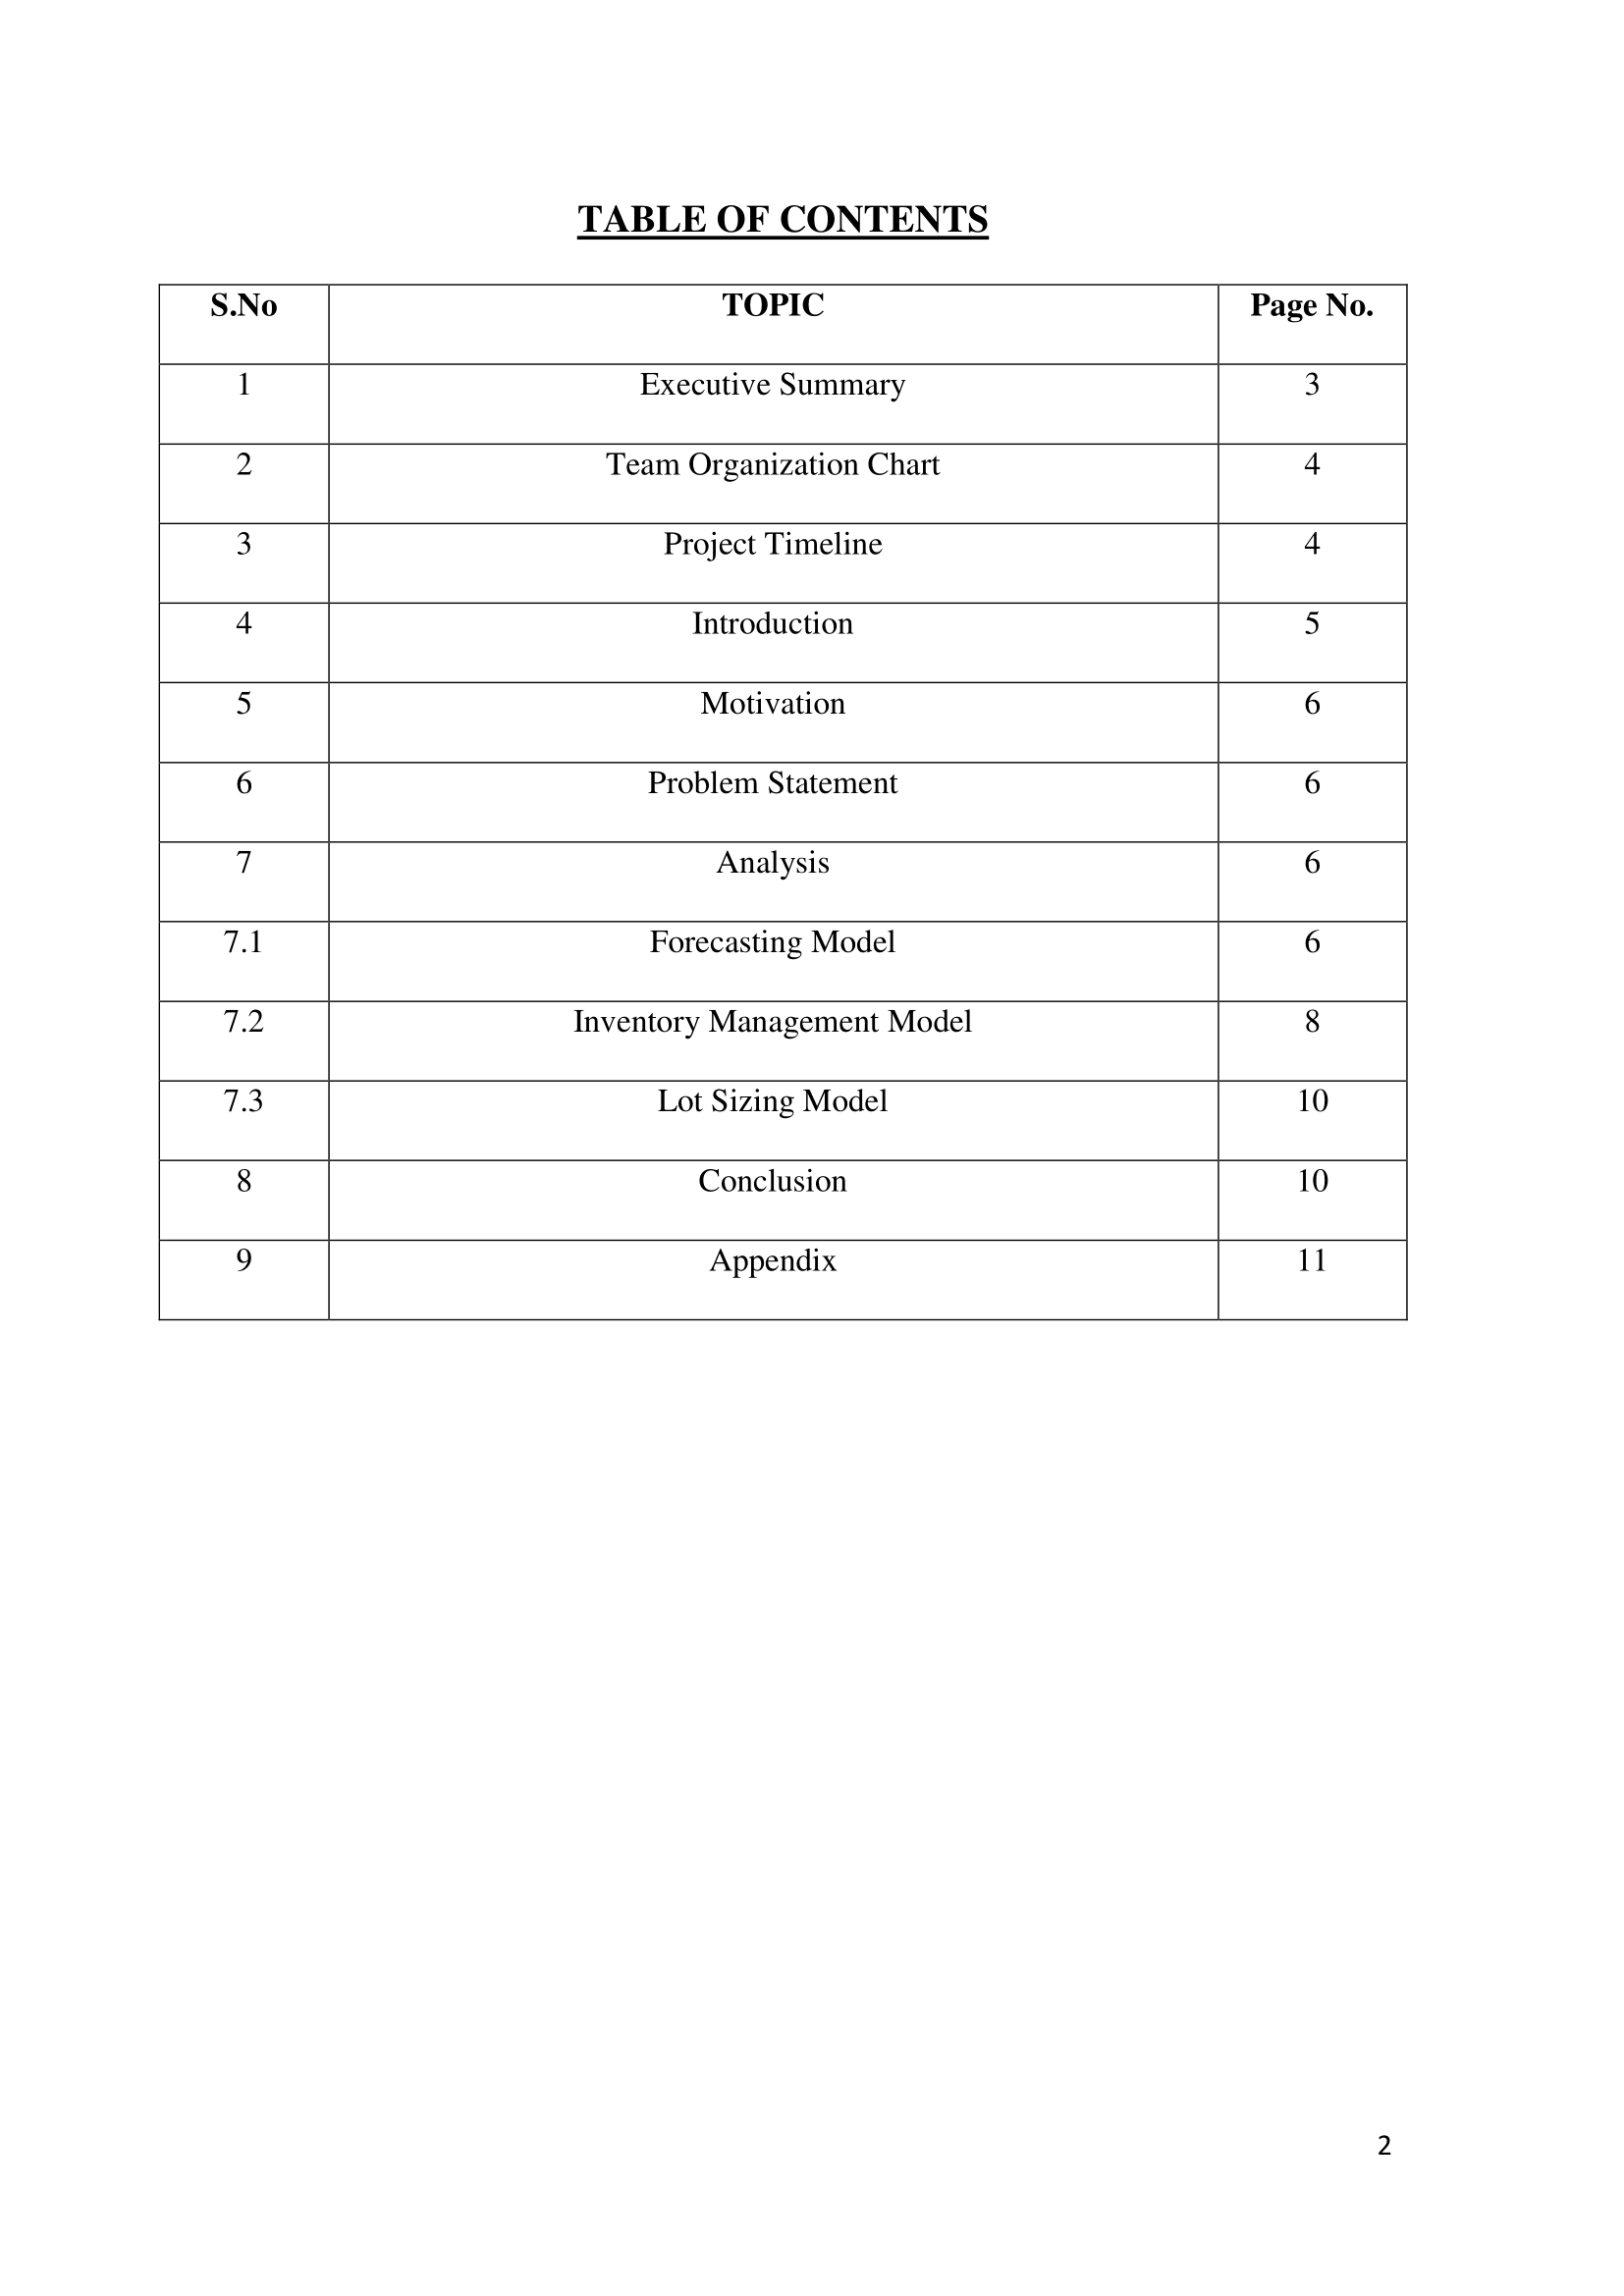 TABLE OF CONTENTS
S.No TOPIC Page No.
1 Executive Summary 3
2 Team Organization Chart 4
3 Project Timeline 4
4 Introduction 5
5 Motivation 6
6 Problem Statement 6
7 Analysis 6
7.1 Forecasting Model 6
7.2 Inventory Management Model 8
7.3 Lot Sizing Model 10
8 Conclusion 10
9 Appendix 11
2